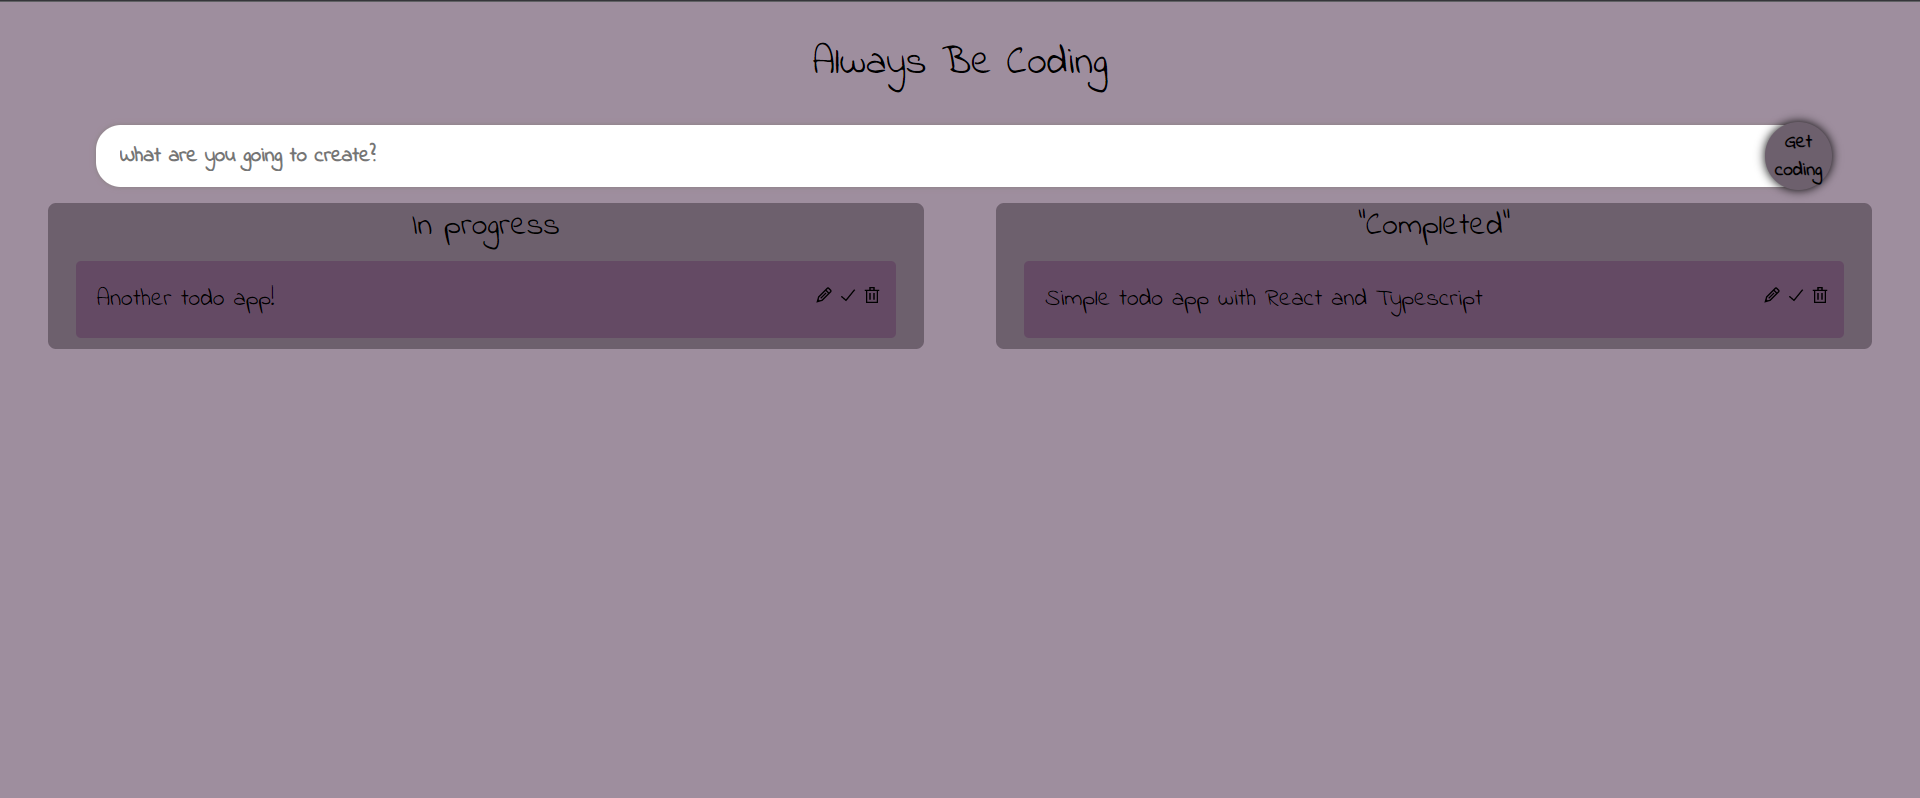 Always Be Coding
What are you going to create?
Get
coding
In progress
Another todo app!
"Completed"
Simple todo app with React and Typescript